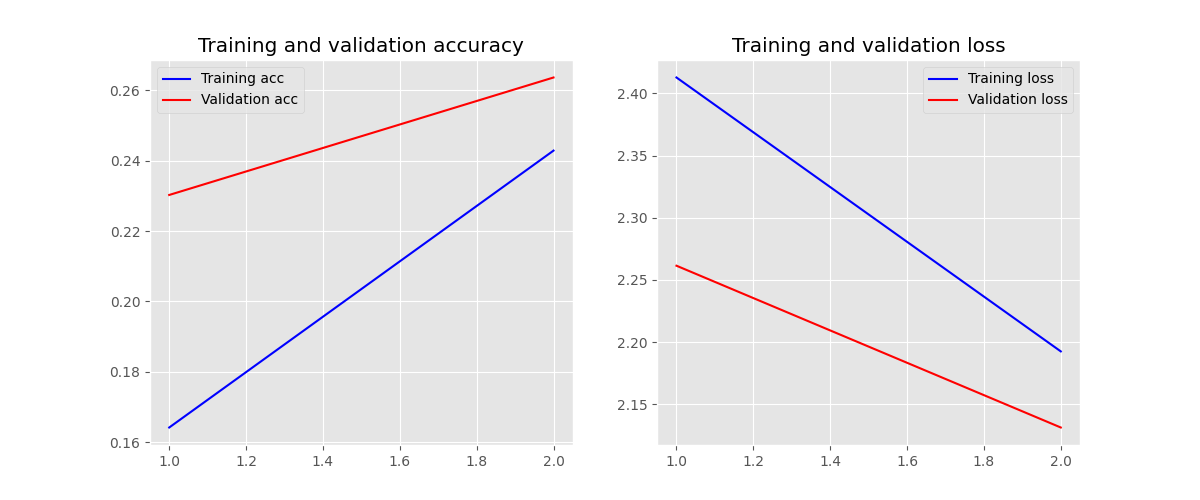 Training and validation accuracy
Training acc
Validation acc
0.26
0.24
0.22
0.20
0.18
0.16
1.0 1.2 1.4 1.6 1.8 2.0
Training and validation loss
Training loss
Validation loss
2.40
2.35
2.30
2.25
2.20
2.15
1.0 1.2 1.4 1.6 1.8 2.0